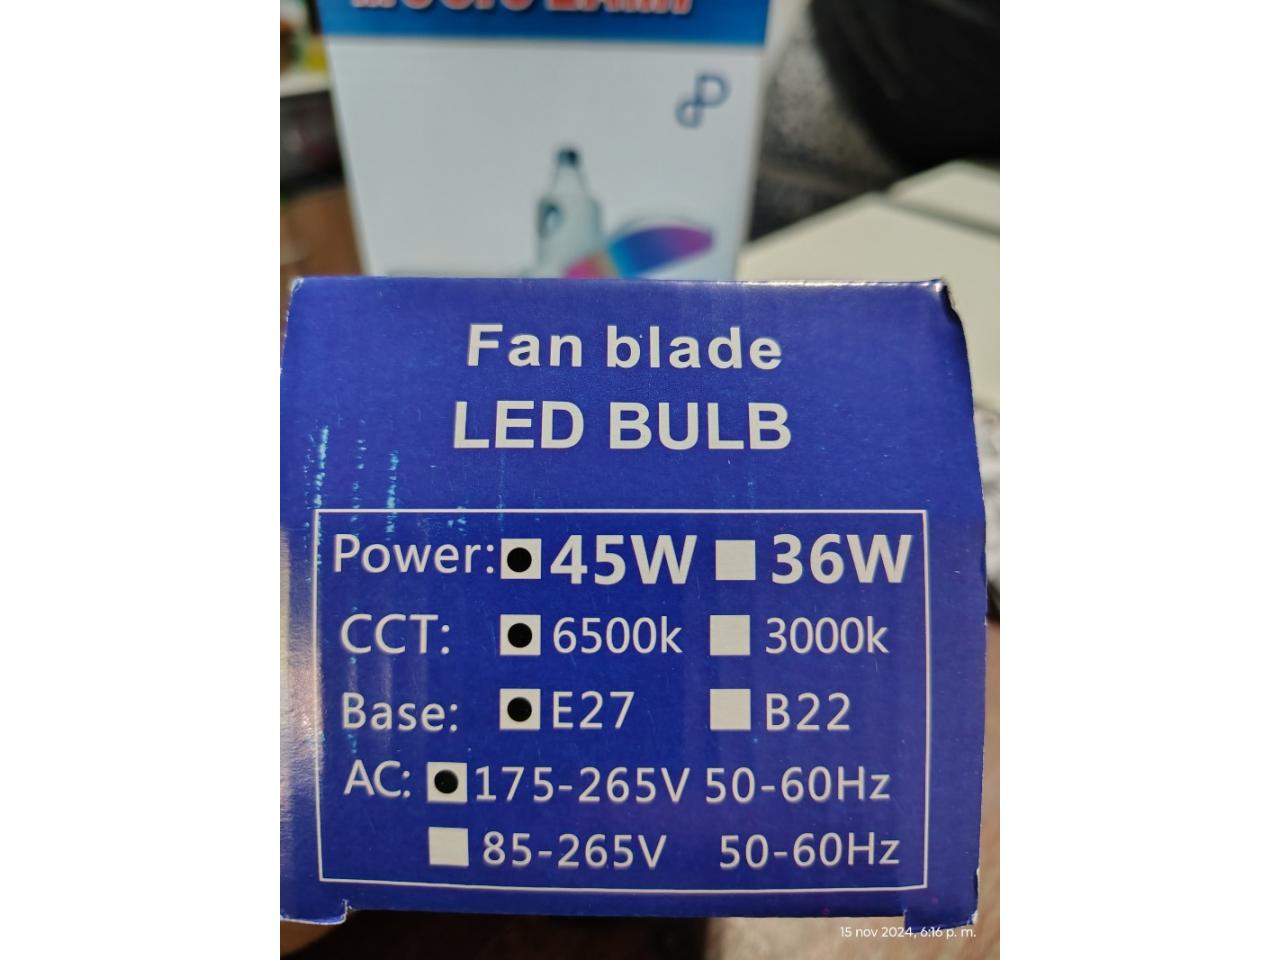 Fan blade
LED BULB
Power: 45W 36W
CCT: 6500k 3000k
Base: E27 B22
AC: 175-265V 50-60Hz
85-265V 50-60Hz
15 nov 2024, 6:16 p. m.